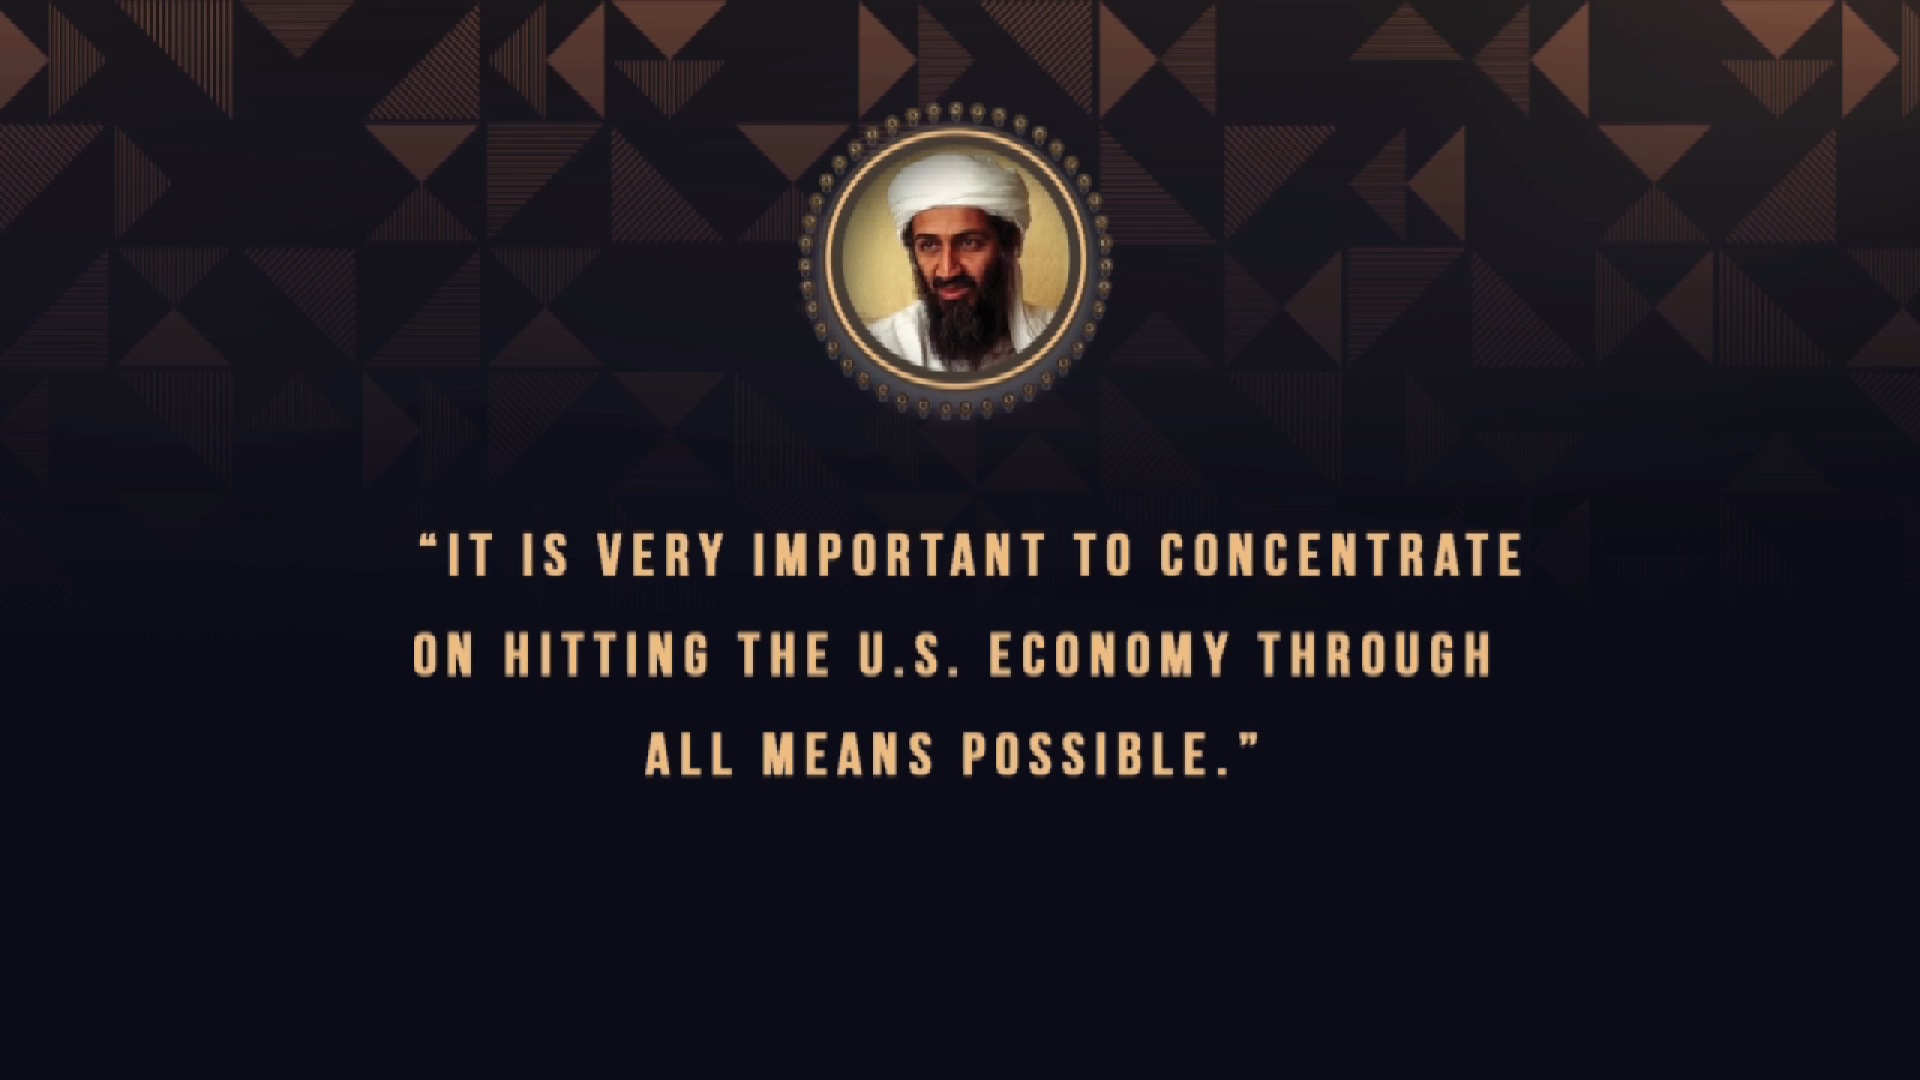 “IT IS VERY IMPORTANT TO CONCENTRATE
ON HITTING THE U.S. ECONOMY THROUGH
ALL MEANS POSSIBLE.”